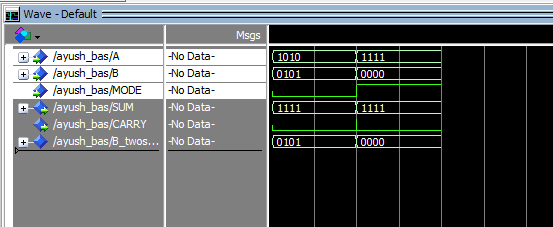 Wave - Default
Msgs
/ayush_bas/A -No Data- 1010 1111
/ayush_bas/B -No Data- 0101 0000
/ayush_bas/MODE -No Data-
/ayush_bas/SUM -No Data- 1111 1111
/ayush_bas/CARRY -No Data-
/ayush_bas/B_twos... -No Data- 0101 0000